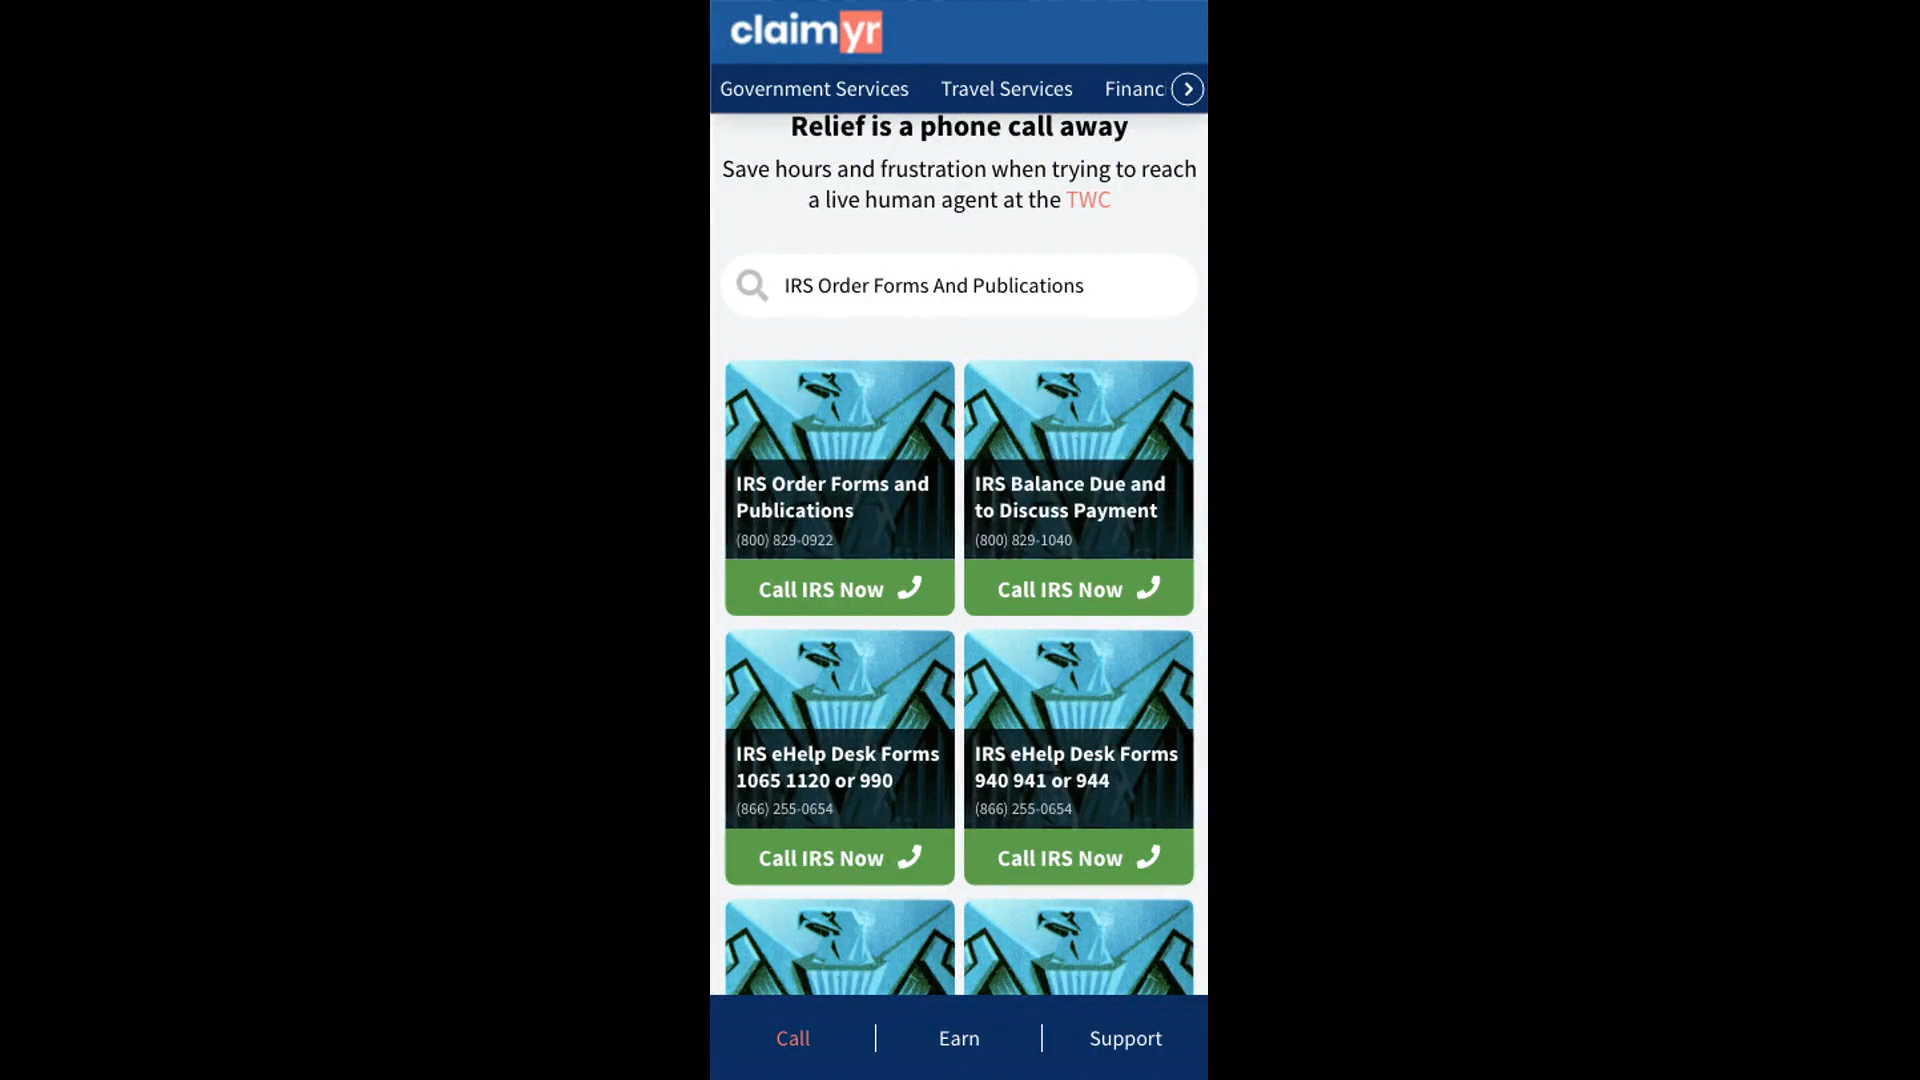 claimyr
Government Services Travel Services Financ
Relief is a phone call away
Save hours and frustration when trying to reach
a live human agent at the TWC
IRS Order Forms And Publications
IRS Order Forms and
Publications
(800) 829-0922
Call IRS Now
IRS Balance Due and
to Discuss Payment
(800) 829-1040
Call IRS Now
IRS eHelp Desk Forms
1065 1120 or 990
(866) 255-0654
Call IRS Now
IRS eHelp Desk Forms
940 941 or 944
(866) 255-0654
Call IRS Now
Call | Earn | Support